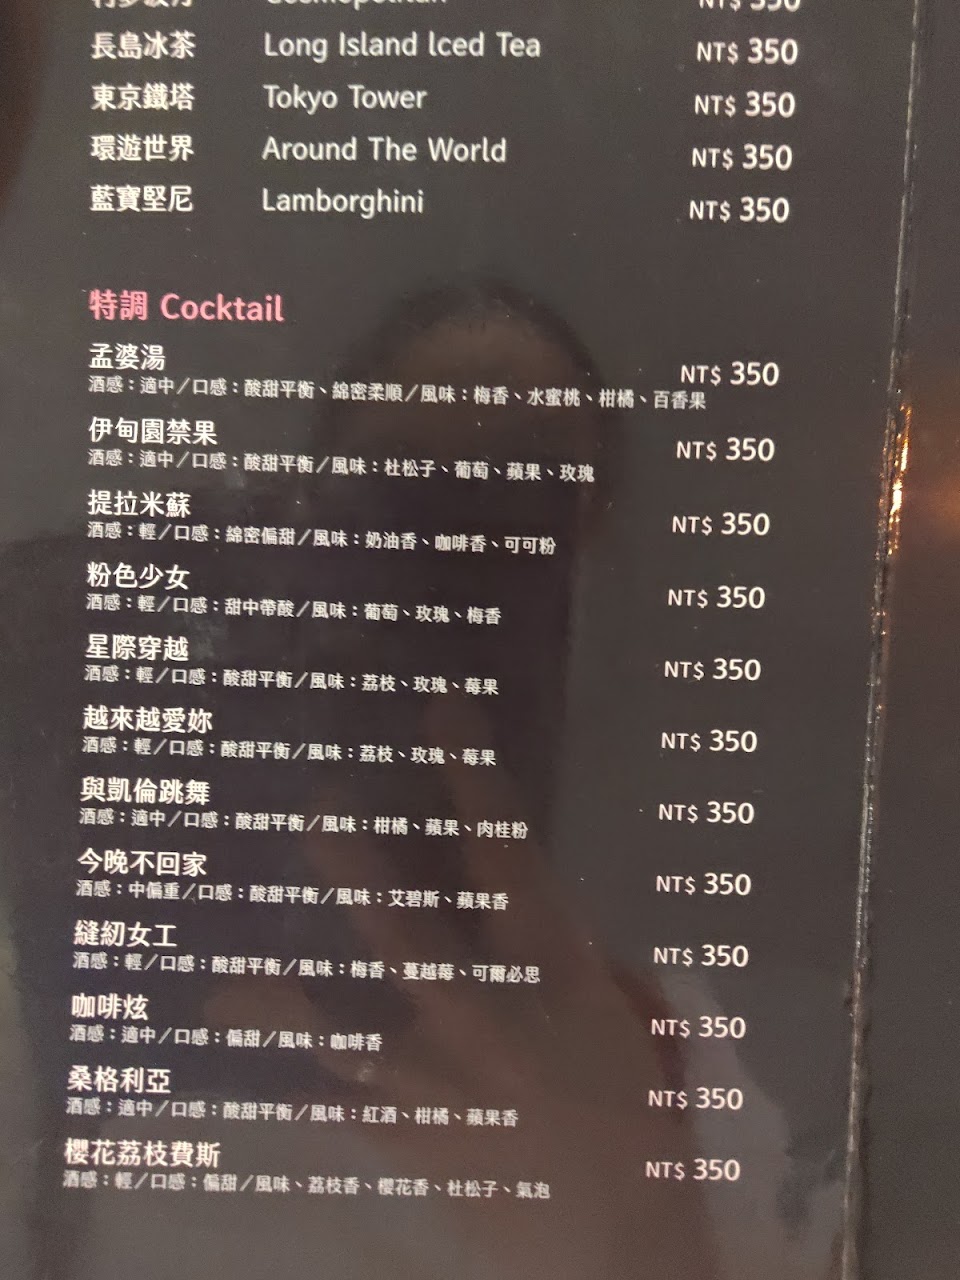 柯夢波丹 Cosmopolitan NT$ 350
長島冰茶 Long Island Iced Tea NT$ 350
東京鐵塔 Tokyo Tower NT$ 350
環遊世界 Around The World NT$ 350
藍寶堅尼 Lamborghini NT$ 350
特調 Cocktail
孟婆湯 NT$ 350
酒感：適中／口感：酸甜平衡、綿密柔順／風味：梅香、水蜜桃、柑橘、百香果
伊甸園禁果 NT$ 350
酒感：適中／口感：酸甜平衡／風味：杜松子、葡萄、蘋果、玫瑰
提拉米蘇 NT$ 350
酒感：輕／口感：綿密偏甜／風味：奶油香、咖啡香、可可粉
粉色少女 NT$ 350
酒感：輕／口感：甜中帶酸／風味：葡萄、玫瑰、梅香
星際穿越 NT$ 350
酒感：輕／口感：酸甜平衡／風味：荔枝、玫瑰、莓果
越來越愛妳 NT$ 350
酒感：輕／口感：酸甜平衡／風味：荔枝、玫瑰、莓果
與凱倫跳舞 NT$ 350
酒感：適中／口感：酸甜平衡／風味：柑橘、蘋果、肉桂粉
今晚不回家 NT$ 350
酒感：中偏重／口感：酸甜平衡／風味：艾碧斯、蘋果香
縫紉女工 NT$ 350
酒感：輕／口感：酸甜平衡／風味：梅香、蔓越莓、可爾必思
咖啡炫 NT$ 350
酒感：適中／口感：偏甜／風味：咖啡香
桑格利亞 NT$ 350
酒感：適中／口感：酸甜平衡／風味：紅酒、柑橘、蘋果香
櫻花荔枝費斯 NT$ 350
酒感：輕／口感：偏甜／風味、荔枝香、櫻花香、杜松子、氣泡